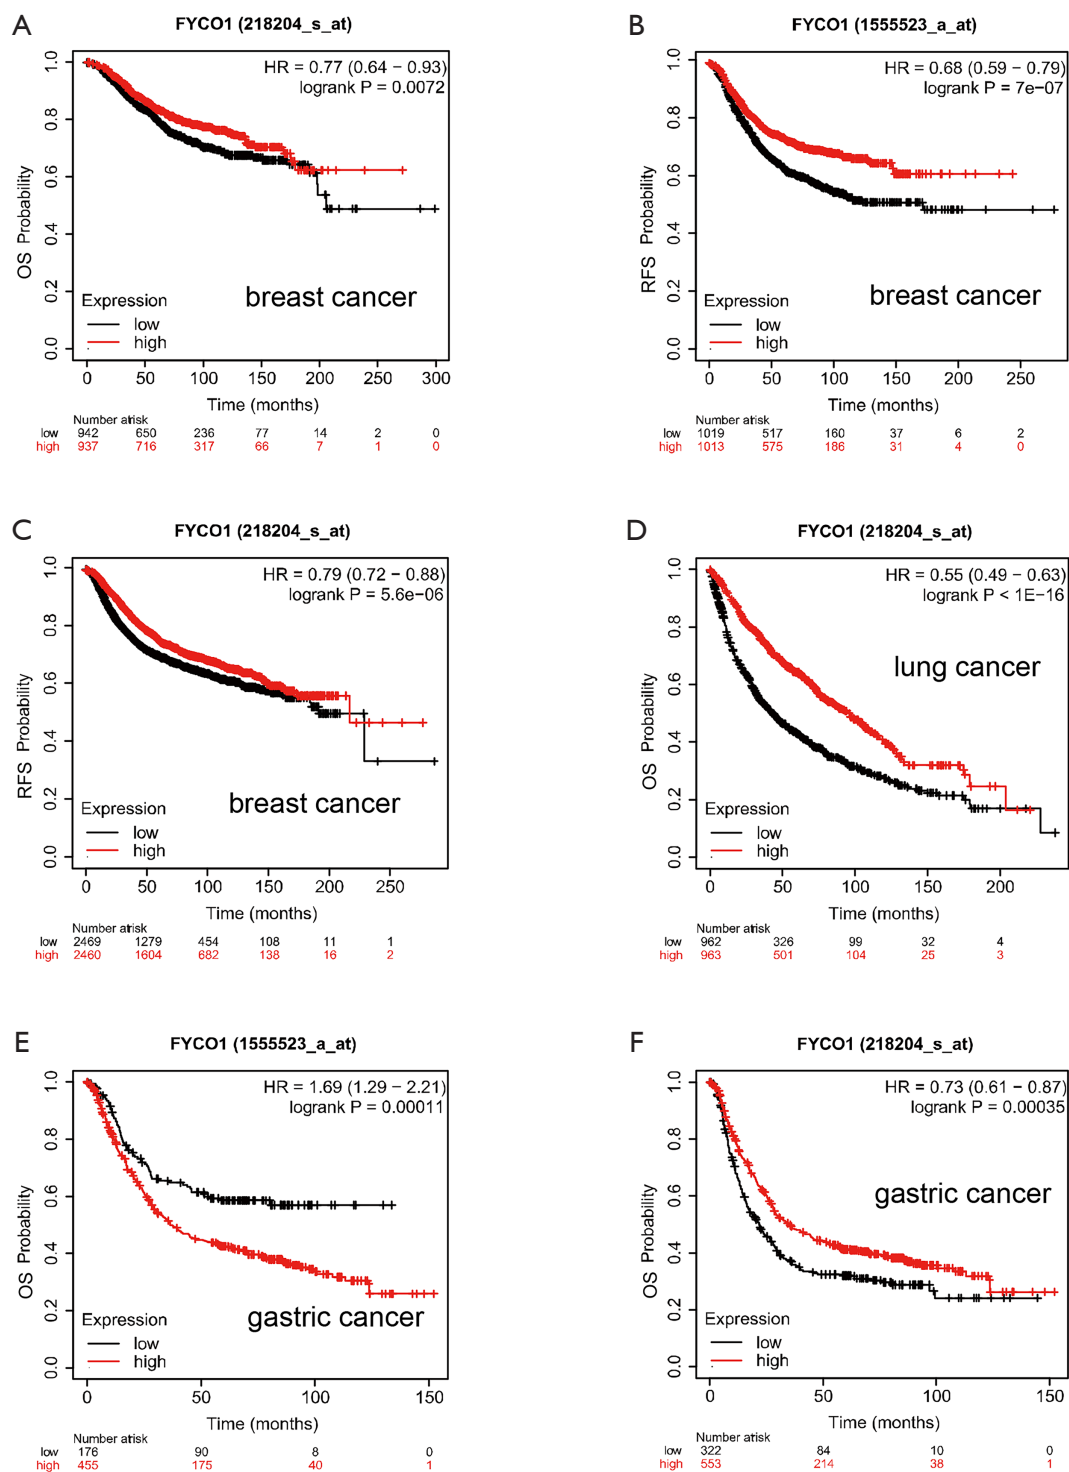 A
FYCO1 (218204_s_at)
HR = 0.77 (0.64 − 0.93)
logrank P = 0.0072
OS Probability
0.0 0.2 0.4 0.6 0.8 1.0
breast cancer
Expression
low
high
0 50 100 150 200 250 300
Time (months)
Number at risk
low 942 650 236 77 14 2 0
high 937 716 317 66 7 1 0
B
FYCO1 (1555523_a_at)
HR = 0.68 (0.59 − 0.79)
logrank P = 7e−07
RFS Probability
0.0 0.2 0.4 0.6 0.8 1.0
breast cancer
Expression
low
high
0 50 100 150 200 250
Time (months)
Number at risk
low 1019 517 160 37 6 2
high 1013 575 186 31 4 0
C
FYCO1 (218204_s_at)
HR = 0.79 (0.72 − 0.88)
logrank P = 5.6e−06
RFS Probability
0.0 0.2 0.4 0.6 0.8 1.0
breast cancer
Expression
low
high
0 50 100 150 200 250
Time (months)
Number at risk
low 2469 1279 454 108 11 1
high 2460 1604 682 138 16 2
D
FYCO1 (218204_s_at)
HR = 0.55 (0.49 − 0.63)
logrank P < 1E−16
OS Probability
0.0 0.2 0.4 0.6 0.8 1.0
lung cancer
Expression
low
high
0 50 100 150 200
Time (months)
Number at risk
low 962 326 99 32 4
high 963 501 104 25 3
E
FYCO1 (1555523_a_at)
HR = 1.69 (1.29 − 2.21)
logrank P = 0.00011
OS Probability
0.0 0.2 0.4 0.6 0.8 1.0
gastric cancer
Expression
low
high
0 50 100 150
Time (months)
Number at risk
low 176 90 8 0
high 455 175 40 1
F
FYCO1 (218204_s_at)
HR = 0.73 (0.61 − 0.87)
logrank P = 0.00035
OS Probability
0.0 0.2 0.4 0.6 0.8 1.0
gastric cancer
Expression
low
high
0 50 100 150
Time (months)
Number at risk
low 322 84 10 0
high 553 214 38 1